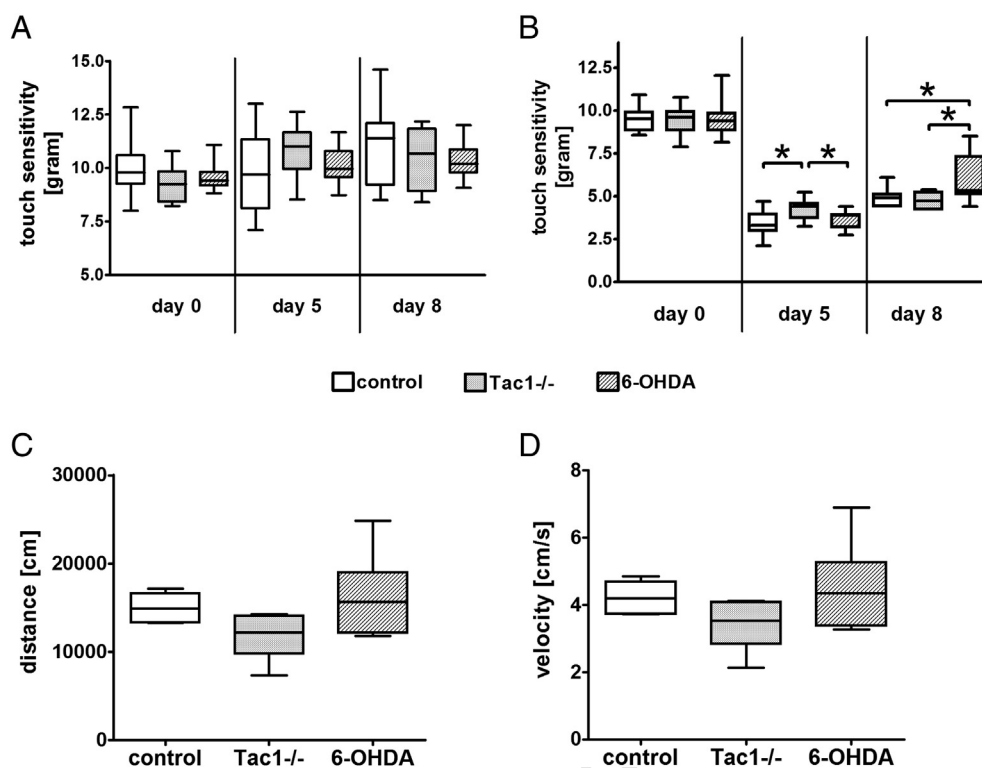 A
touch sensitivity
[gram]
15.0
12.5
10.0
7.5
5.0
day 0 day 5 day 8
B
touch sensitivity
[gram]
12.5
10.0
7.5
5.0
2.5
0.0
* * * *
day 0 day 5 day 8
control Tac1-/- 6-OHDA
C
distance [cm]
30000
20000
10000
0
control Tac1-/- 6-OHDA
D
velocity [cm/s]
8
6
4
2
0
control Tac1-/- 6-OHDA